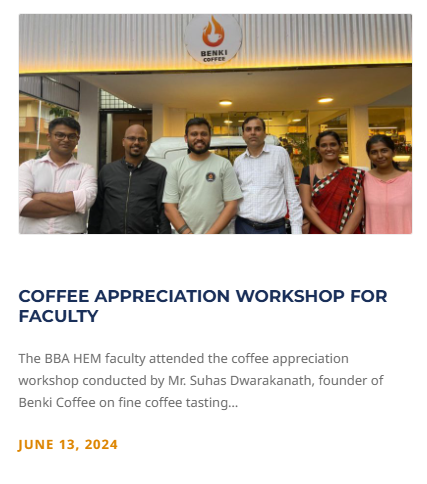 BENKI
COFFEE
COFFEE APPRECIATION WORKSHOP FOR
FACULTY
The BBA HEM faculty attended the coffee appreciation
workshop conducted by Mr. Suhas Dwarakanath, founder of
Benki Coffee on fine coffee tasting...
JUNE 13, 2024